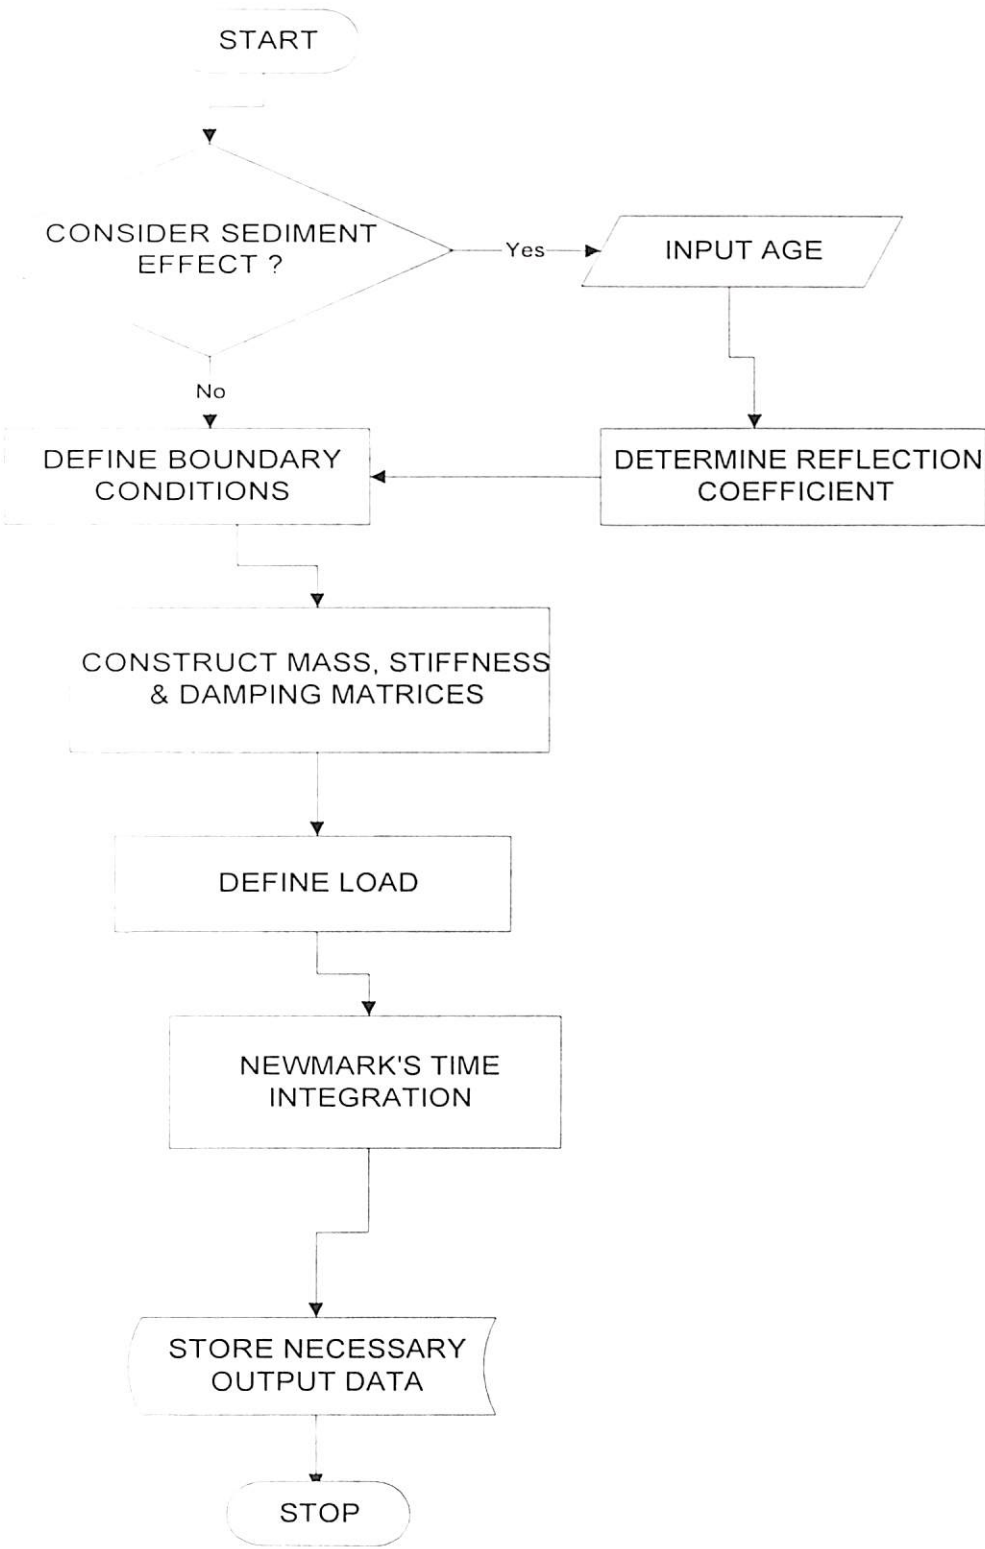 START
CONSIDER SEDIMENT
EFFECT ?
Yes
INPUT AGE
No
DEFINE BOUNDARY
CONDITIONS
DETERMINE REFLECTION
COEFFICIENT
CONSTRUCT MASS, STIFFNESS
& DAMPING MATRICES
DEFINE LOAD
NEWMARK'S TIME
INTEGRATION
STORE NECESSARY
OUTPUT DATA
STOP